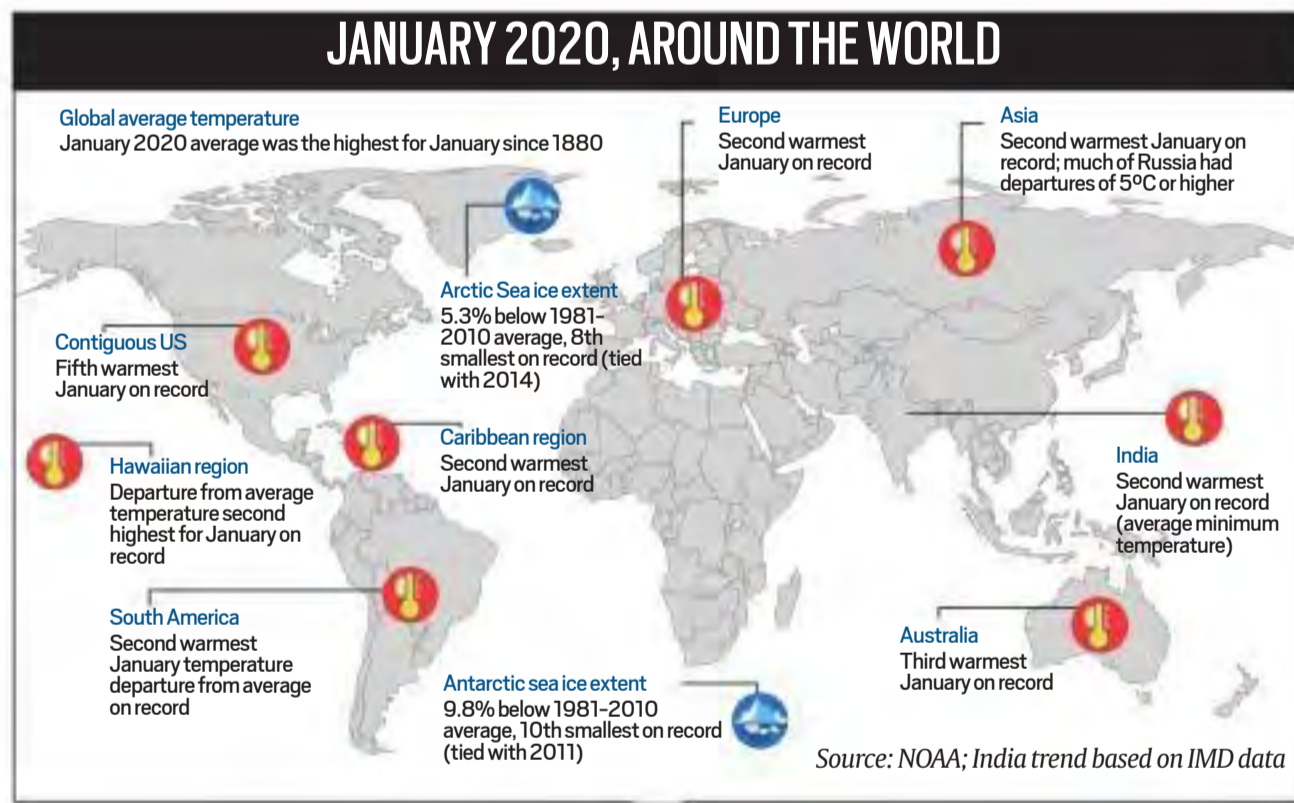 JANUARY 2020, AROUND THE WORLD
Global average temperature
January 2020 average was the highest for January since 1880
Europe
Second warmest
January on record
Asia
Second warmest January on
record; much of Russia had
departures of 5ºC or higher
Arctic Sea ice extent
5.3% below 1981-
2010 average, 8th
smallest on record (tied
with 2014)
Contiguous US
Fifth warmest
January on record
Caribbean region
Second warmest
January on record
Hawaiian region
Departure from average
temperature second
highest for January on
record
India
Second warmest
January on record
(average minimum
temperature)
South America
Second warmest
January temperature
departure from average
on record
Antarctic sea ice extent
9.8% below 1981-2010
average, 10th smallest on record
(tied with 2011)
Australia
Third warmest
January on record
Source: NOAA; India trend based on IMD data